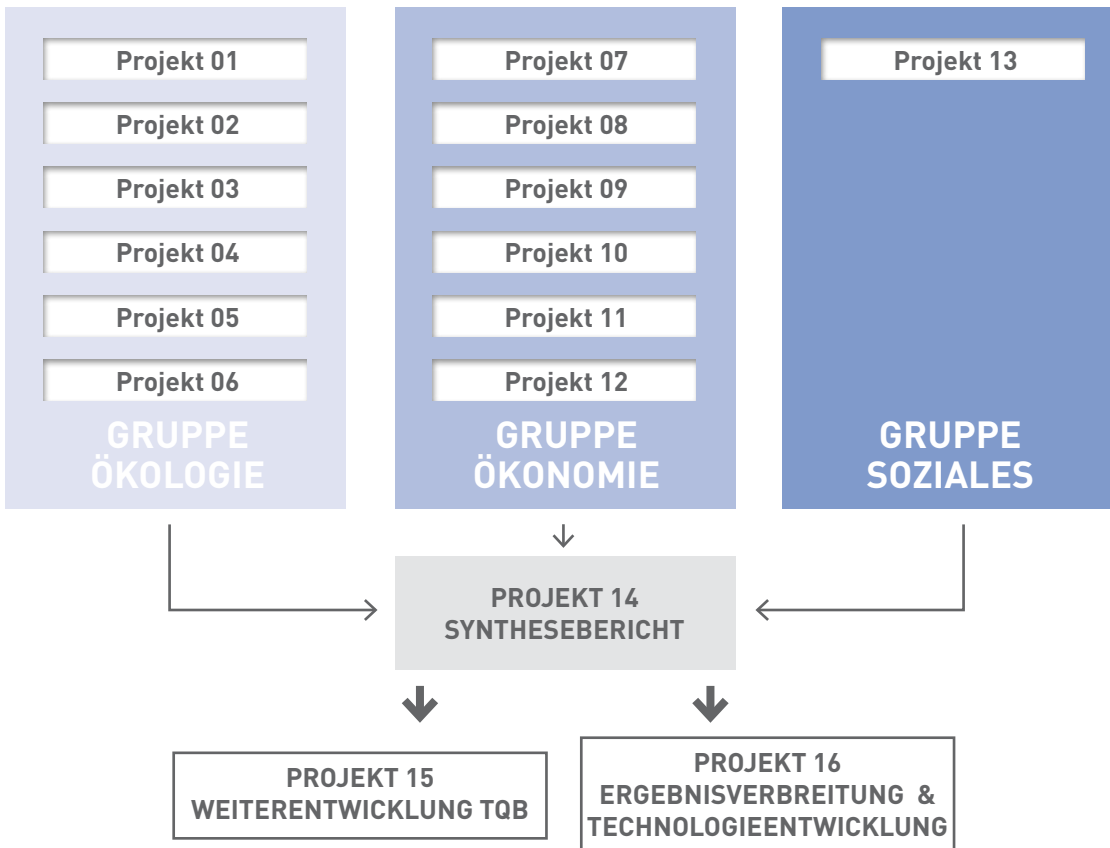 Projekt 01
Projekt 02
Projekt 03
Projekt 04
Projekt 05
Projekt 06
GRUPPE
ÖKOLOGIE
Projekt 07
Projekt 08
Projekt 09
Projekt 10
Projekt 11
Projekt 12
GRUPPE
ÖKONOMIE
Projekt 13
GRUPPE
SOZIALES
PROJEKT 14
SYNTHESEBERICHT
PROJEKT 15
WEITERENTWICKLUNG TQB
PROJEKT 16
ERGEBNISVERBREITUNG &
TECHNOLOGIEENTWICKLUNG